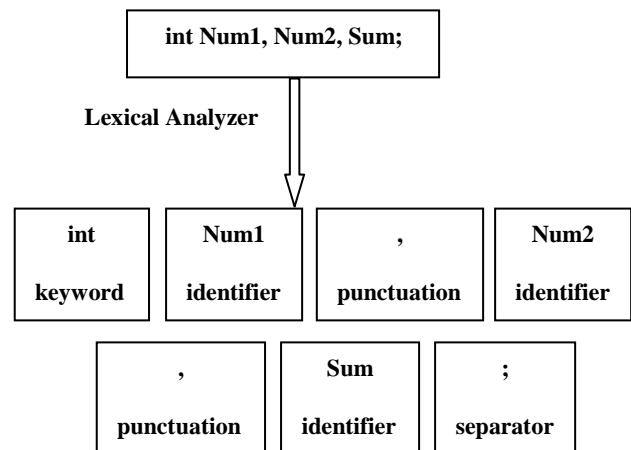 int Num1, Num2, Sum;
Lexical Analyzer
int
keyword
Num1
identifier
,
punctuation
Num2
identifier
,
punctuation
Sum
identifier
;
separator